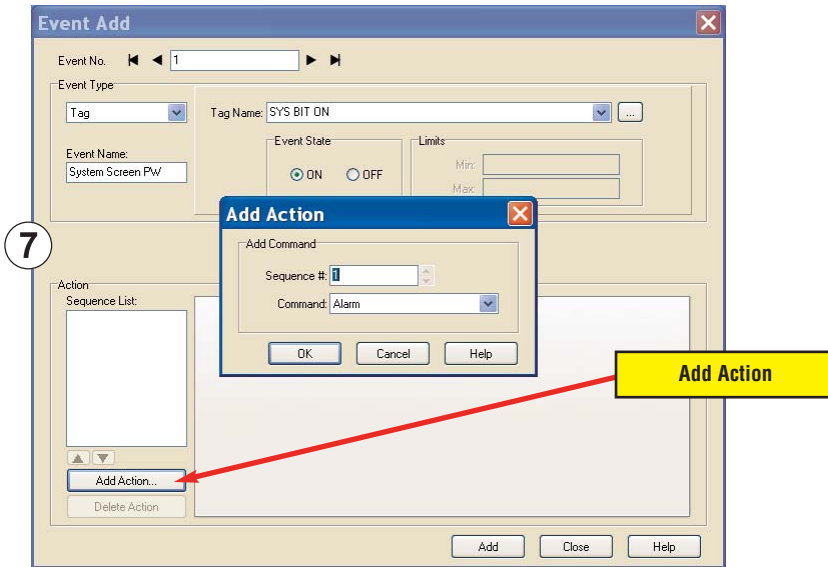 Event Add
Event No. 1
Event Type
Tag
Tag Name: SYS BIT ON ...
Event Name:
System Screen PW
Event State
ON OFF
Limits
Min:
Max:
7
Add Action
Add Command
Sequence #: 1
Command: Alarm
OK Cancel Help
Action
Sequence List:
Add Action
Add Action...
Delete Action
Add Close Help